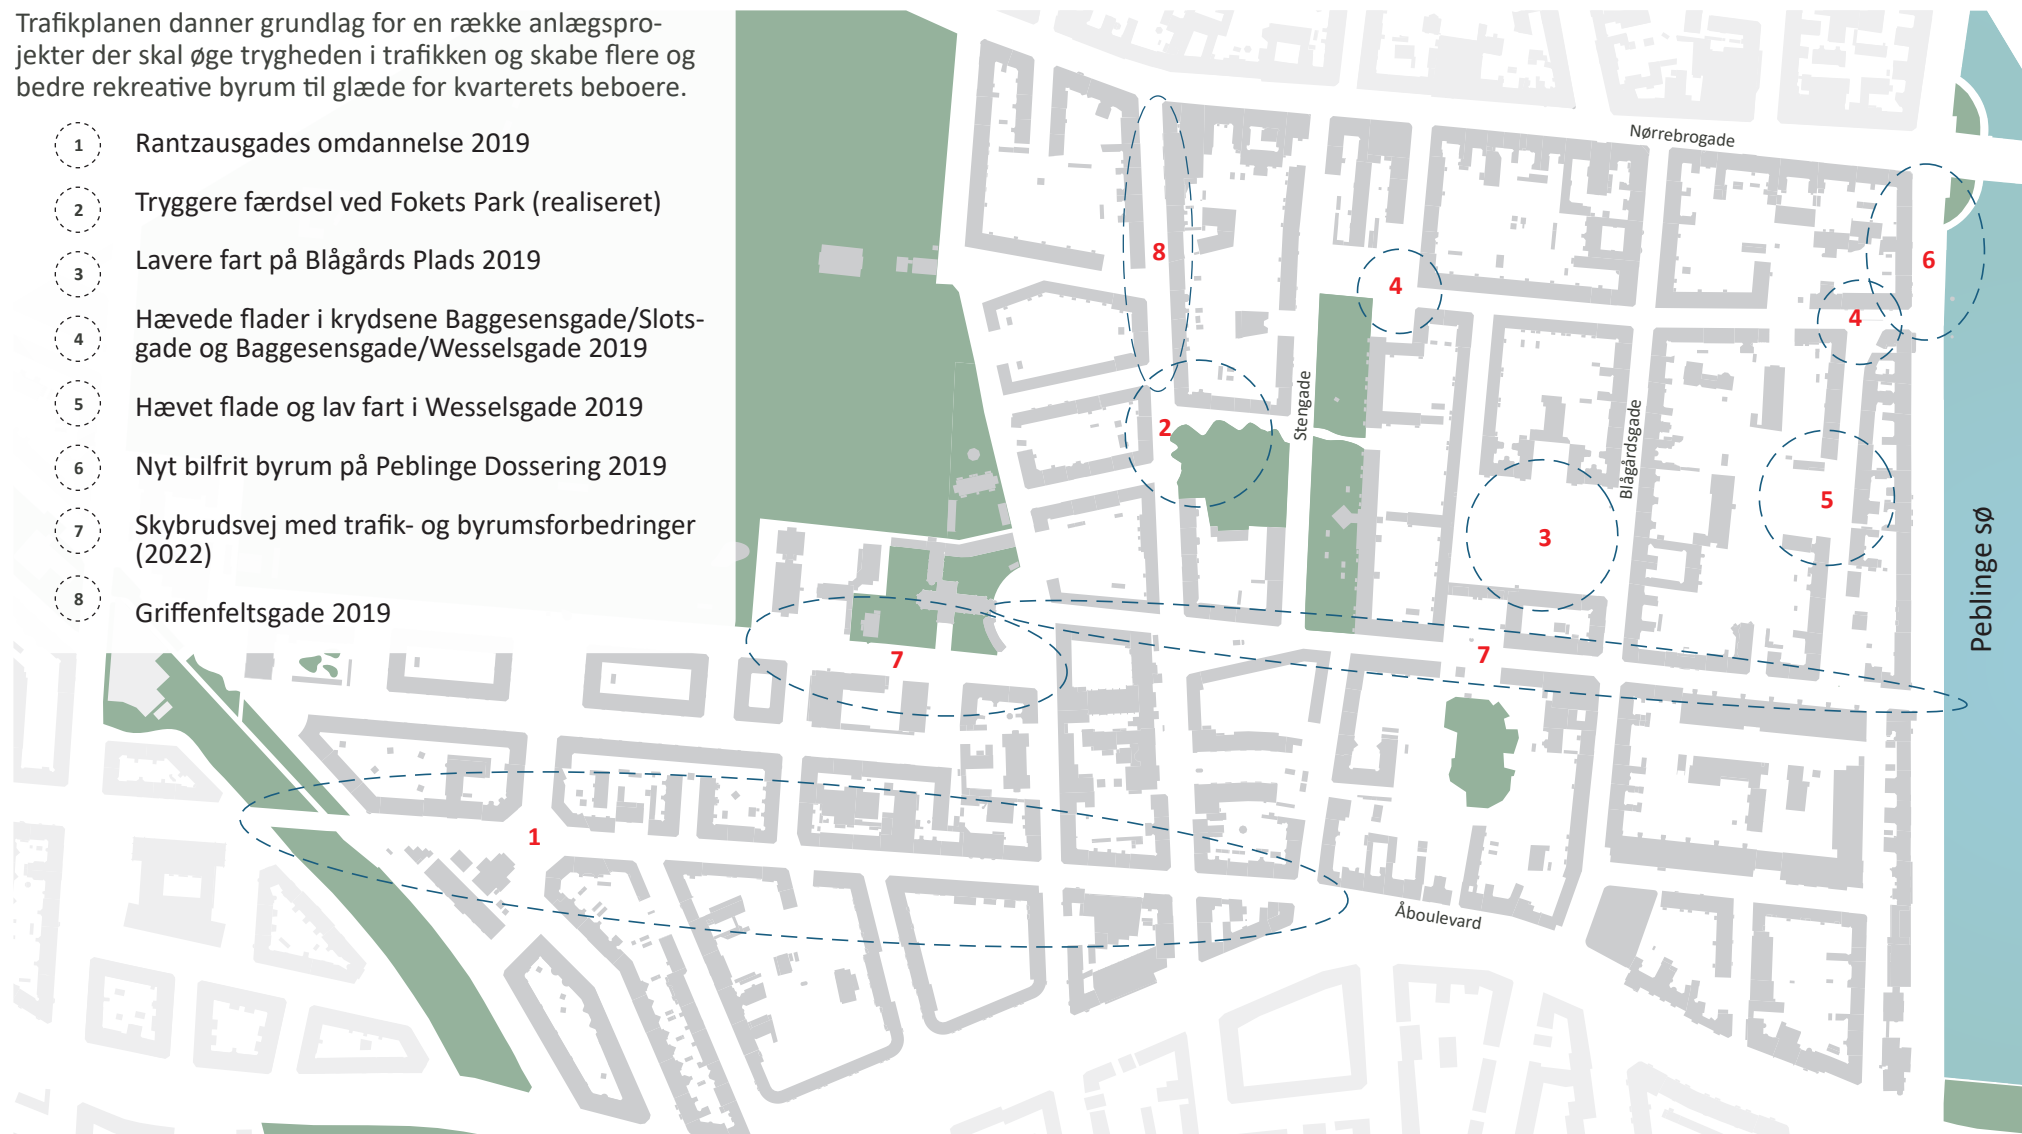 Trafikplanen danner grundlag for en række anlægspro-
jekter der skal øge trygheden i trafikken og skabe flere og
bedre rekreative byrum til glæde for kvarterets beboere.
1 Rantzausgades omdannelse 2019
2 Tryggere færdsel ved Fokets Park (realiseret)
3 Lavere fart på Blågårds Plads 2019
4 Hævede flader i krydsene Baggesensgade/Slots-
gade og Baggesensgade/Wesselsgade 2019
5 Hævet flade og lav fart i Wesselsgade 2019
6 Nyt bilfrit byrum på Peblinge Dossering 2019
7 Skybrudsvej med trafik- og byrumsforbedringer
(2022)
8 Griffenfeltsgade 2019
Nørrebrogade
8
4
6
4
Stengade
Blågårdsgade
2
5
3
Peblinge sø
7
7
1
Åboulevard